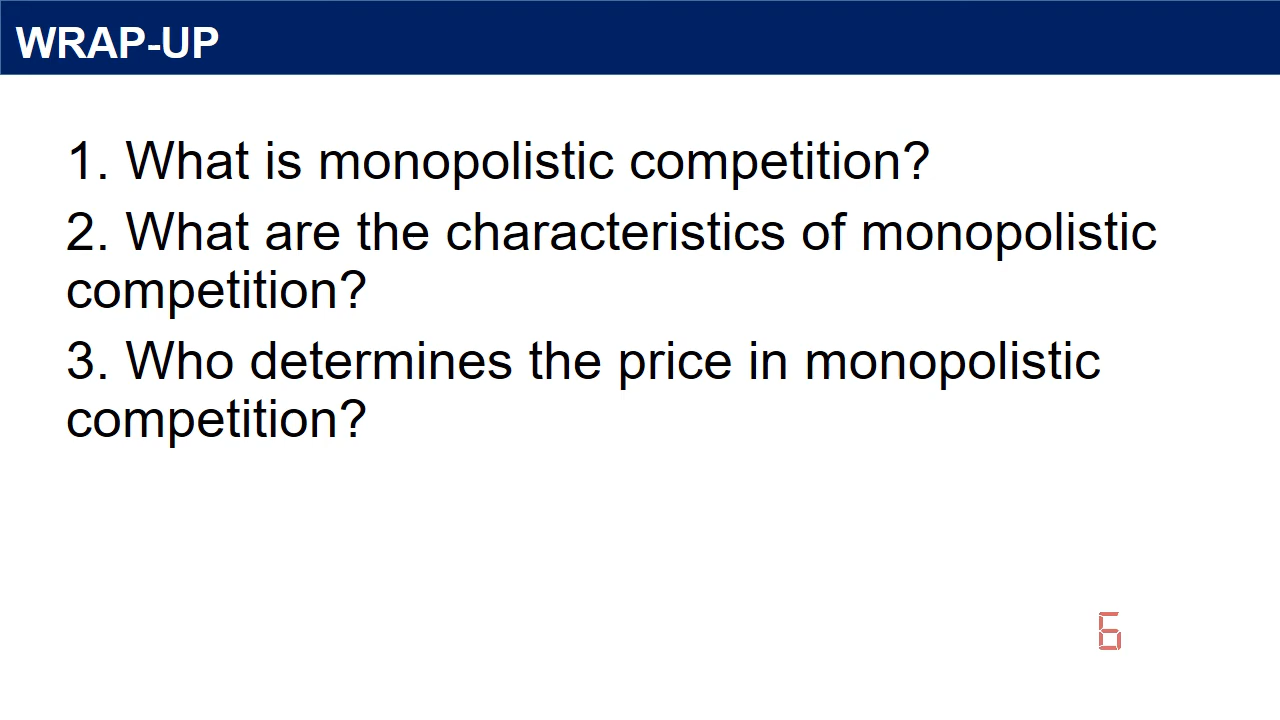 WRAP-UP
1. What is monopolistic competition?
2. What are the characteristics of monopolistic
competition?
3. Who determines the price in monopolistic
competition?
6